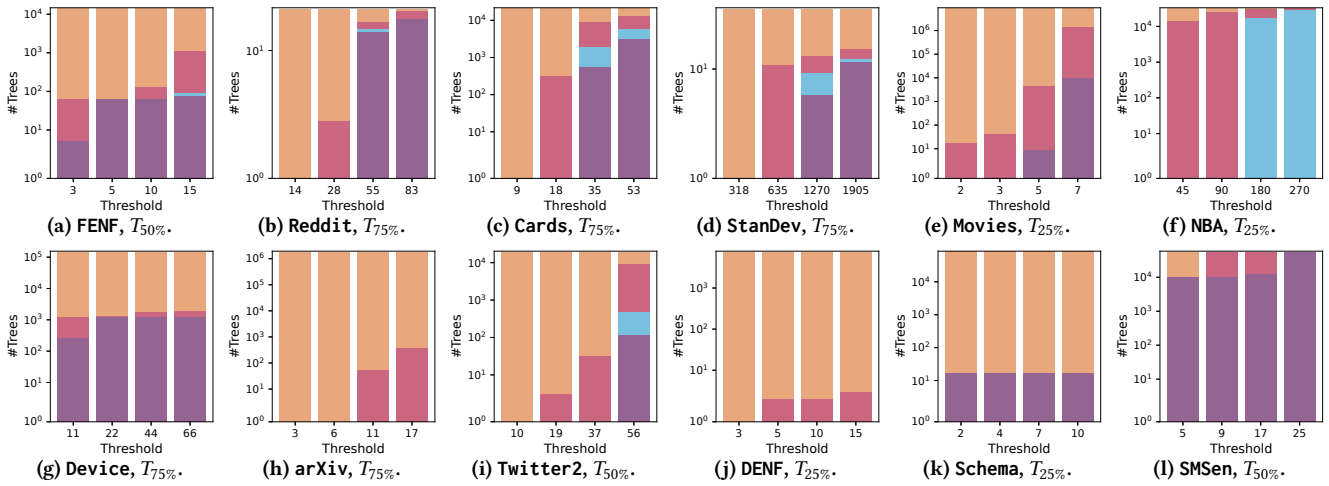 #Trees
10⁴
10³
10²
10¹
10⁰
3 5 10 15
Threshold
(a) FENF, T50%.
#Trees
10¹
10⁰
14 28 55 83
Threshold
(b) Reddit, T75%.
#Trees
10⁴
10³
10²
10¹
10⁰
9 18 35 53
Threshold
(c) Cards, T75%.
#Trees
10¹
10⁰
318 635 1270 1905
Threshold
(d) StanDev, T75%.
#Trees
10⁶
10⁵
10⁴
10³
10²
10¹
10⁰
2 3 5 7
Threshold
(e) Movies, T25%.
#Trees
10⁴
10³
10²
10¹
10⁰
45 90 180 270
Threshold
(f) NBA, T25%.
#Trees
10⁵
10⁴
10³
10²
10¹
10⁰
11 22 44 66
Threshold
(g) Device, T75%.
#Trees
10⁶
10⁵
10⁴
10³
10²
10¹
10⁰
3 6 11 17
Threshold
(h) arXiv, T75%.
#Trees
10⁴
10³
10²
10¹
10⁰
10 19 37 56
Threshold
(i) Twitter2, T50%.
#Trees
10³
10²
10¹
10⁰
3 5 10 15
Threshold
(j) DENF, T25%.
#Trees
10⁴
10³
10²
10¹
10⁰
2 4 7 10
Threshold
(k) Schema, T25%.
#Trees
10⁴
10³
10²
10¹
10⁰
5 9 17 25
Threshold
(l) SMSen, T50%.